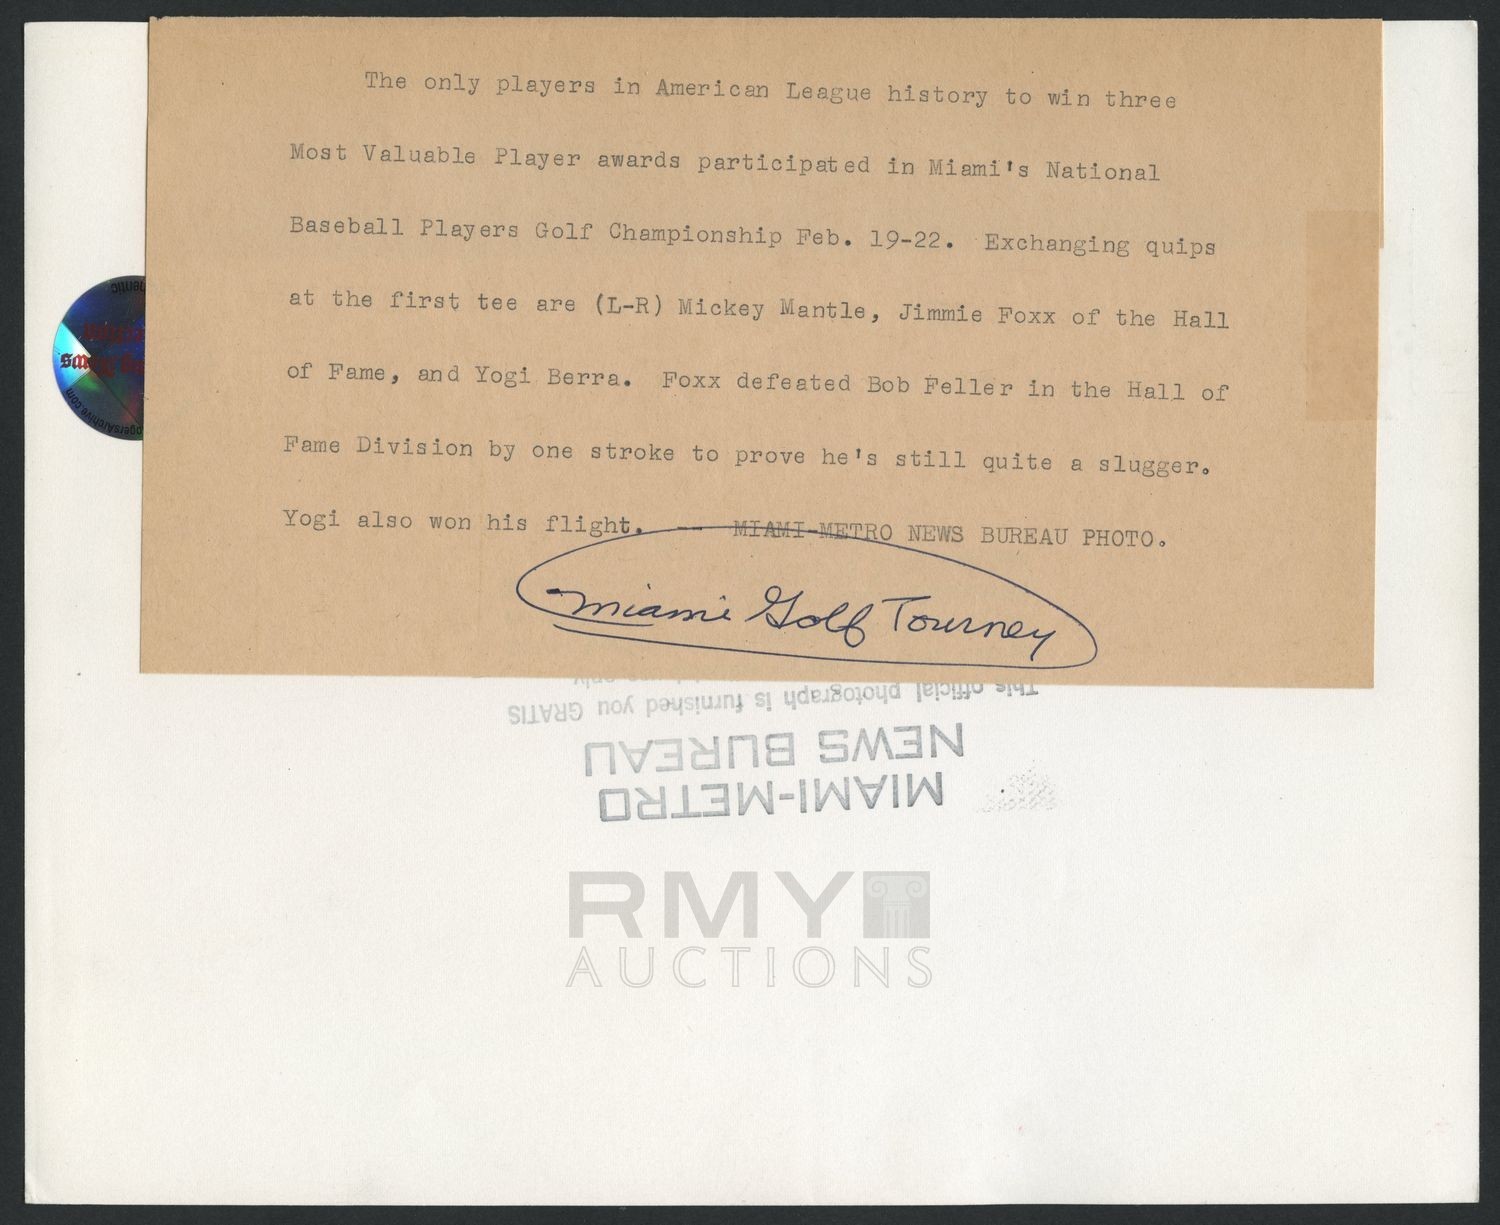 The only players in American League history to win three
Most Valuable Player awards participated in Miami's National
Baseball Players Golf Championship Feb. 19-22. Exchanging quips
at the first tee are (L-R) Mickey Mantle, Jimmie Foxx of the Hall
of Fame, and Yogi Berra. Foxx defeated Bob Feller in the Hall of
Fame Division by one stroke to prove he's still quite a slugger.
Yogi also won his flight. -- MIAMI-METRO NEWS BUREAU PHOTO.
Miami Golf Tourney
This official photograph is furnished you GRATIS
NEWS BUREAU
MIAMI-METRO
RMY
AUCTIONS